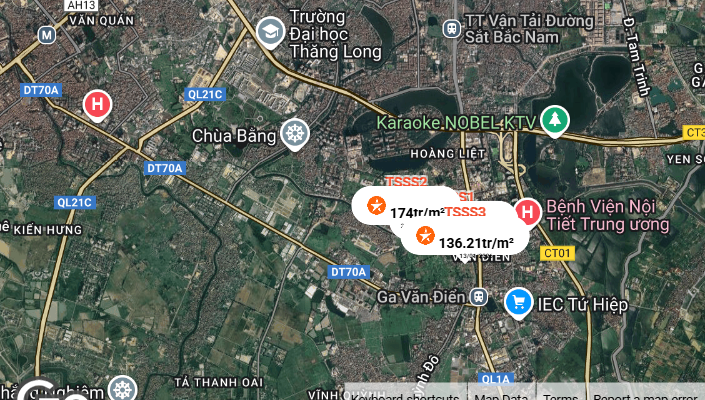 AH13
VĂN QUÁN
Trường
Đại học
Thăng Long
TT Vận Tải Đường
Sắt Bắc Nam
Đ. Tam Trinh
M
DT70A
H
QL21C
Chùa Bằng
Karaoke NOBEL KTV
CT3
HOÀNG LIỆT
YEN SO
DT70A
TSSS2
174tr/m²
TSSS3
136.21tr/m²
H
Bệnh Viện Nội
Tiết Trung ương
QL21C
KIẾN HƯNG
CT01
DT70A
Ga Văn Điển
IEC Tứ Hiệp
TẢ THANH OAI
QL1A
Keyboard shortcuts
Map Data
Terms
Report a map error